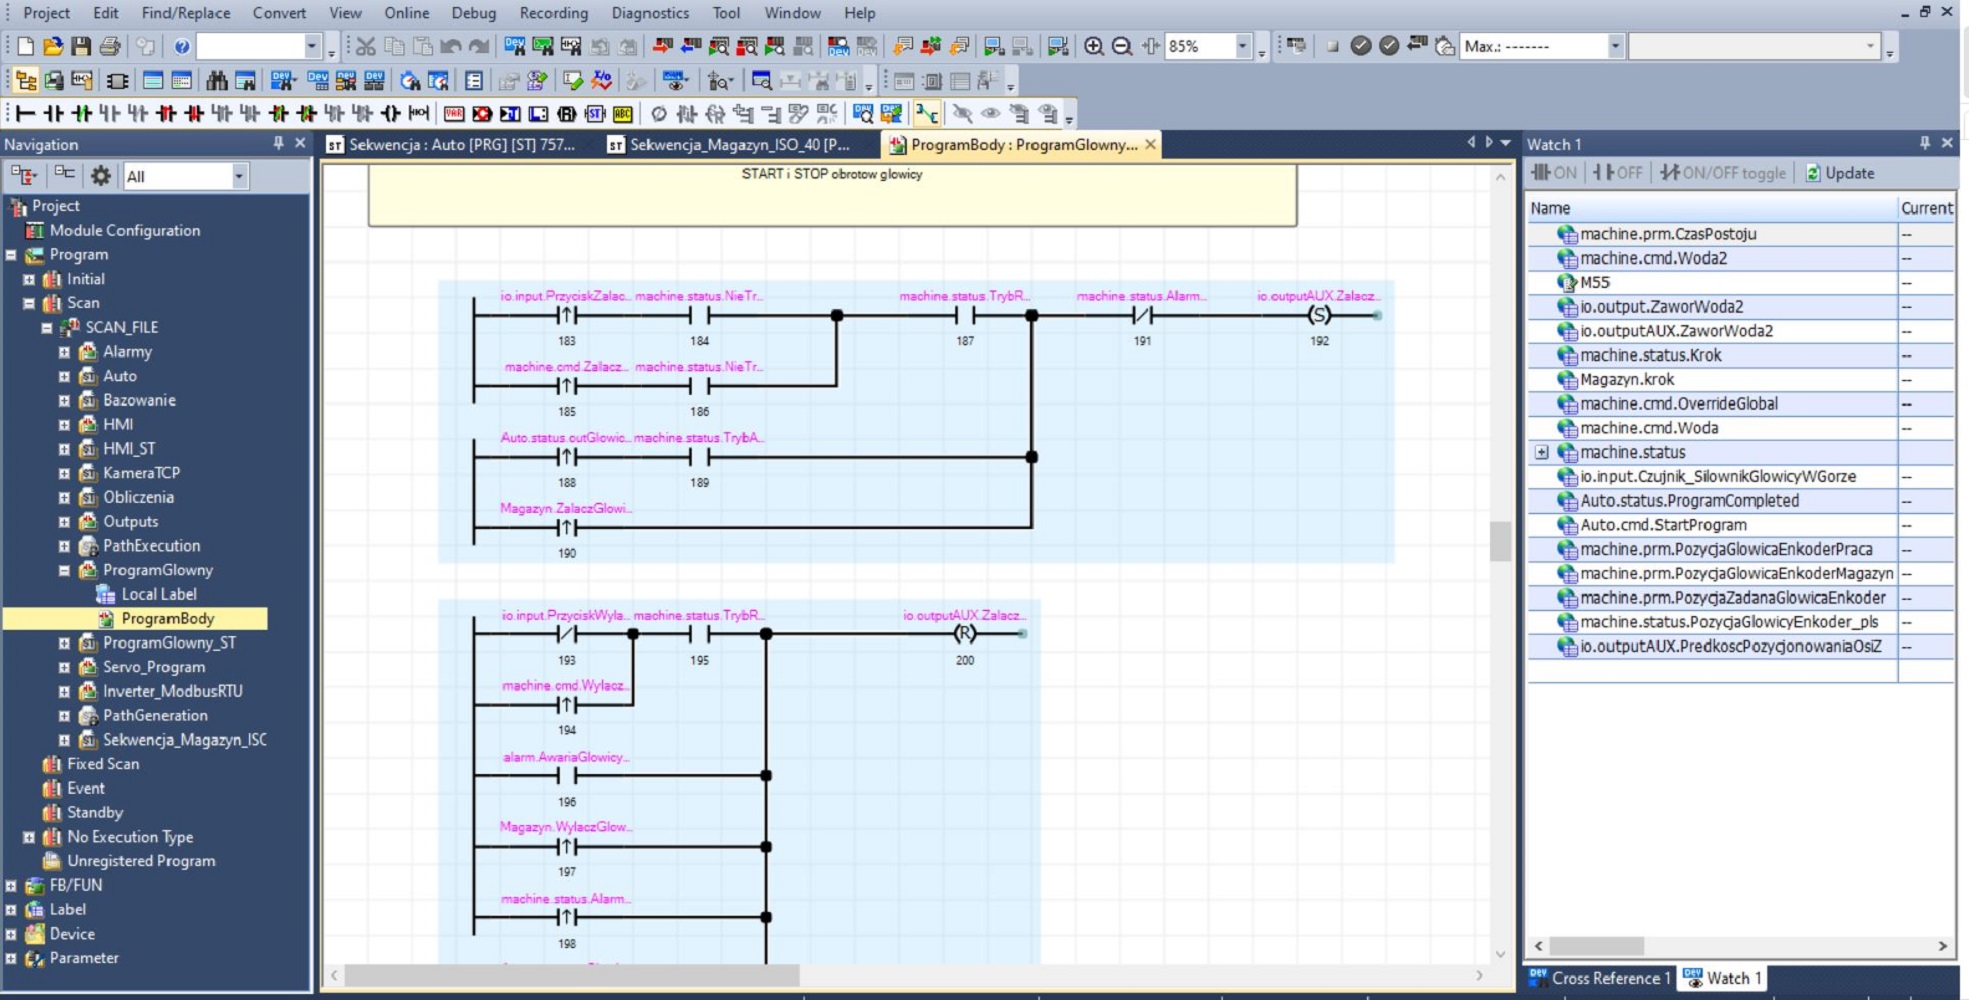 Project Edit Find/Replace Convert View Online Debug Recording Diagnostics Tool Window Help
85%
Max.: -------
Navigation
All
Project
Module Configuration
Program
Initial
Scan
SCAN_FILE
Alarmy
Auto
Bazowanie
HMI
HMI_ST
KameraTCP
Obliczenia
Outputs
PathExecution
ProgramGlowny
Local Label
ProgramBody
ProgramGlowny_ST
Servo_Program
Inverter_ModbusRTU
PathGeneration
Sekwencja_Magazyn_ISC
Fixed Scan
Event
Standby
No Execution Type
Unregistered Program
FB/FUN
Label
Device
Parameter
ST Sekwencja : Auto [PRG] [ST] 757...
ST Sekwencja_Magazyn_ISO_40 [P...
ProgramBody : ProgramGlowny...
START i STOP obrotow glowicy
io.input.PrzyciskZalac... machine.status.NieTr... machine.status.TrybR... machine.status.Alarm... io.outputAUX.Zalacz...
S
183 184 187 191 192
machine.cmd.Zalacz... machine.status.NieTr...
185 186
Auto.status.outGlowic... machine.status.TrybA...
188 189
Magazyn.ZalaczGlowi...
190
io.input.PrzyciskWyla... machine.status.TrybR... io.outputAUX.Zalacz...
R
193 195 200
machine.cmd.Wylacz...
194
alarm.AwariaGlowicy...
196
Magazyn.WylaczGlow...
197
machine.status.Alarm...
198
Watch 1
ON OFF ON/OFF toggle Update
Name Current
machine.prm.CzasPostoju --
machine.cmd.Woda2 --
M55 --
io.output.ZaworWoda2 --
io.outputAUX.ZaworWoda2 --
machine.status.Krok --
Magazyn.krok --
machine.cmd.OverrideGlobal --
machine.cmd.Woda --
machine.status --
io.input.Czujnik_SilownikGlowicyWGorze --
Auto.status.ProgramCompleted --
Auto.cmd.StartProgram --
machine.prm.PozycjaGlowicaEnkoderPraca --
machine.prm.PozycjaGlowicaEnkoderMagazyn --
machine.prm.PozycjaZadanaGlowicaEnkoder --
machine.status.PozycjaGlowicyEnkoder_pls --
io.outputAUX.PredkoscPozycjonowaniaOsiZ --
Cross Reference 1 Watch 1